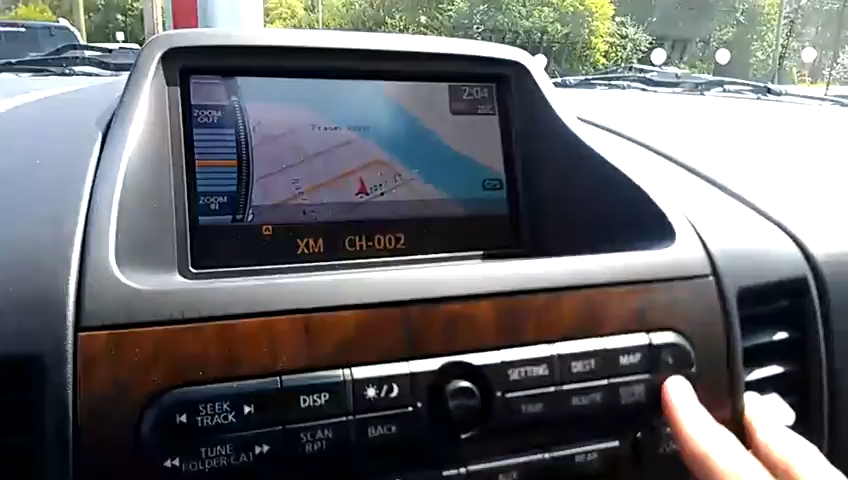 ZOOM
OUT
2:04
ZOOM
IN
XM CH-002
SETTING DEST MAP
SEEK
TRACK
DISP
ROUTE
BACK
SCAN
RPT
TUNE
FOLDER·CAT
AUX